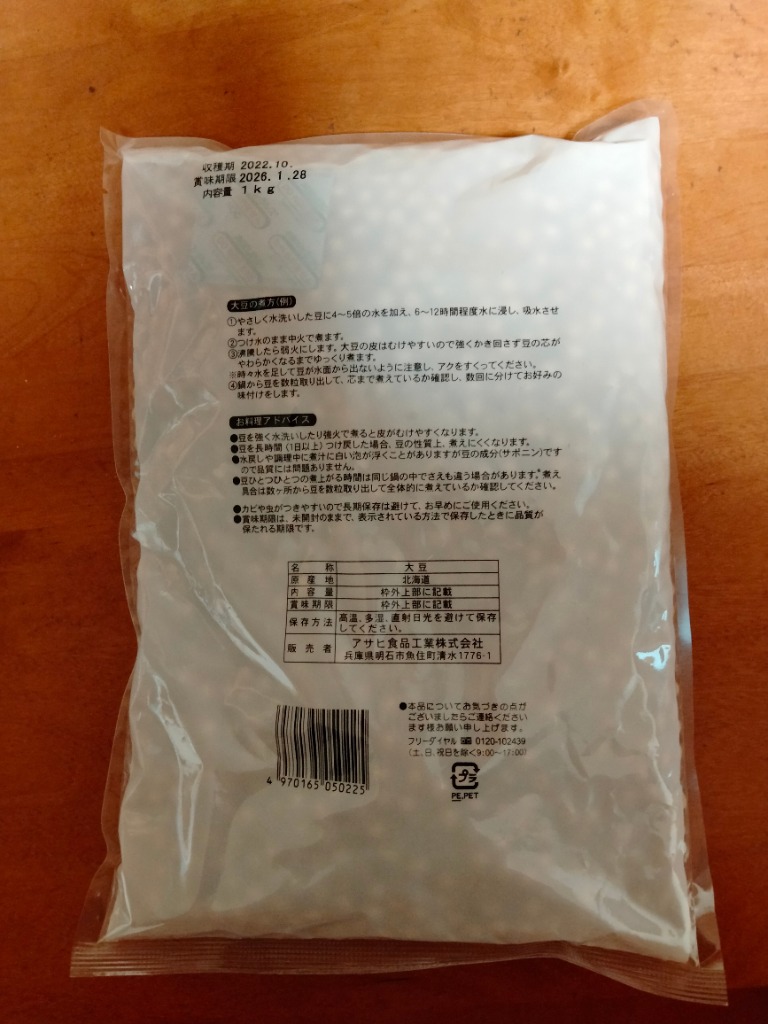 収穫期 2022.10.
賞味期限 2026.1.28
内容量 1kg
大豆の煮方(例)
①やさしく水洗いした豆に4〜5倍の水を加え、6〜12時間程度水に浸し、吸水させ
ます。
②つけ水のまま中火で煮ます。
③沸騰したら弱火にします。大豆の皮はむけやすいので強くかき回さず豆の芯が
やわらかくなるまでゆっくり煮ます。
※時々水を足して豆が水面から出ないように注意し、アクをすくってください。
④鍋から豆を数粒取り出して、芯まで煮えているか確認し、数回に分けてお好みの
味付けをします。
お料理アドバイス
●豆を強く水洗いしたり強火で煮ると皮がむけやすくなります。
●豆を長時間(1日以上)つけ戻した場合、豆の性質上、煮えにくくなります。
●水戻しや調理中に煮汁に白い泡が浮くことがありますが豆の成分(サポニン)です
ので品質には問題ありません。
●豆ひとつひとつの煮上がる時間は同じ鍋の中でさえも違う場合があります。煮え
具合は数ヶ所から豆を数粒取り出して全体的に煮えているか確認してください。
●カビや虫がつきやすいので長期保存は避けて、お早めにご使用ください。
●賞味期限は、未開封のままで、表示されている方法で保存したときに品質が
保たれる期限です。
名称 大豆
原産地 北海道
内容量 枠外上部に記載
賞味期限 枠外上部に記載
保存方法 高温、多湿、直射日光を避けて保存
してください。
販売者 アサヒ食品工業株式会社
兵庫県明石市魚住町清水1776-1
●本品についてお気づきの点が
ございましたらご連絡ください
ます様お願い申し上げます。
フリーダイヤル 0120-102439
(土、日、祝日を除く9:00〜17:00)
4 970165 050225
プラ
PE,PET